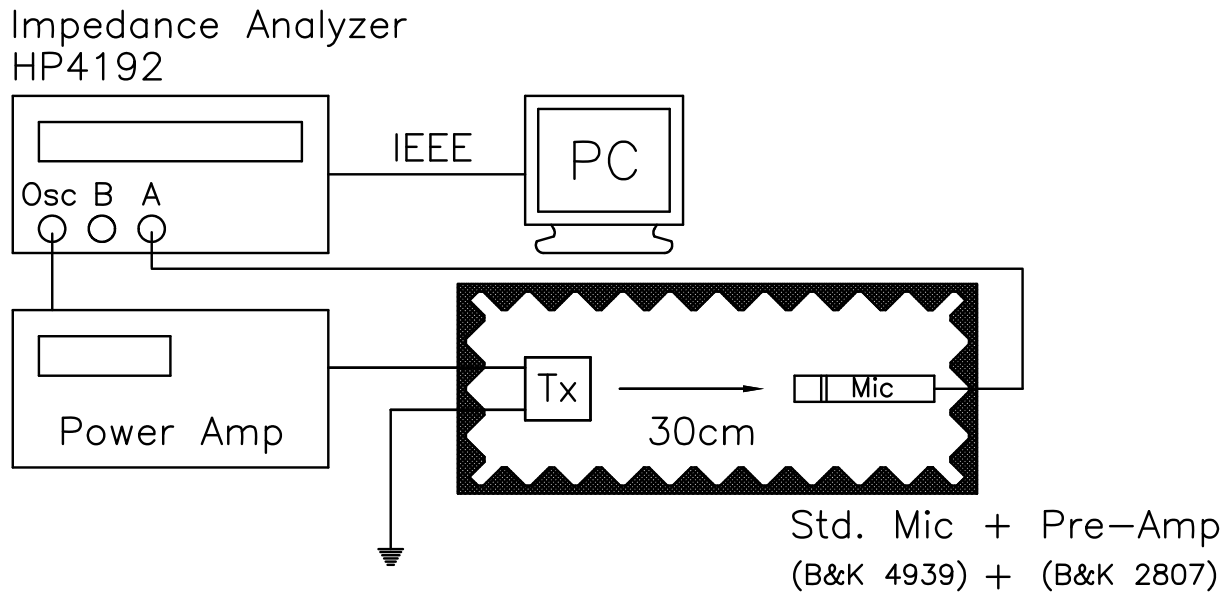 Impedance Analyzer
HP4192
IEEE
PC
Osc B A
Tx
Mic
30cm
Power Amp
Std. Mic + Pre-Amp
(B&K 4939) + (B&K 2807)